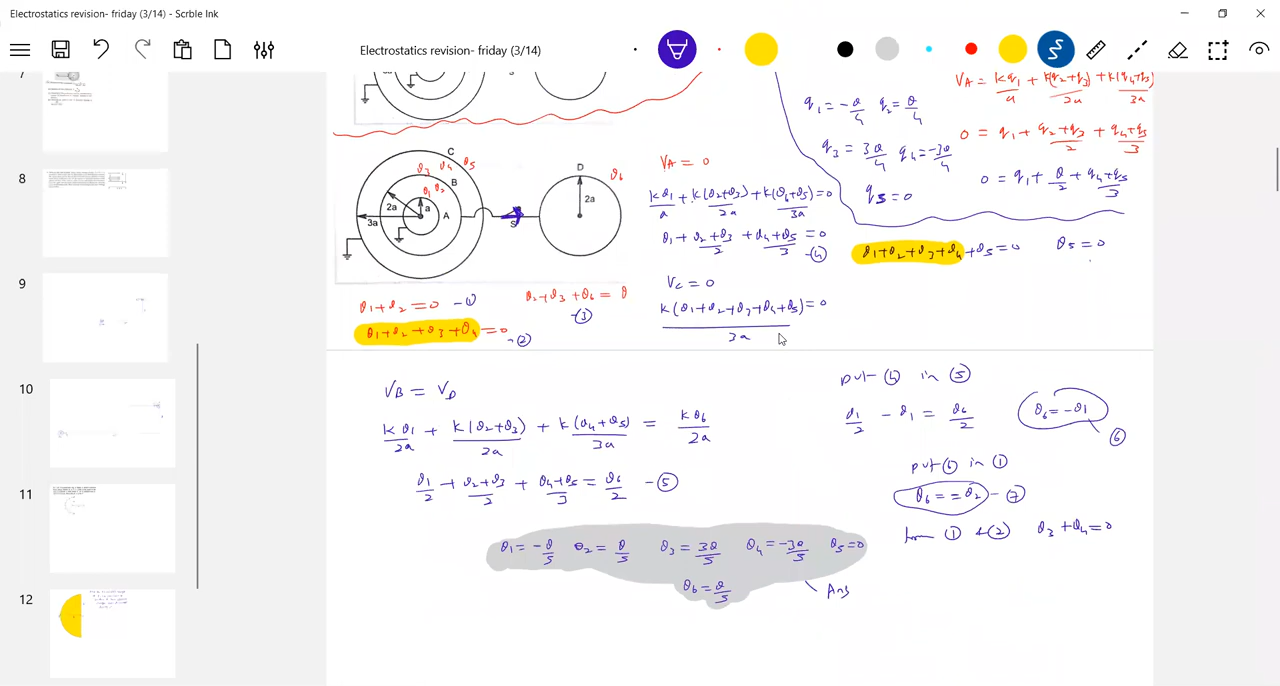 Electrostatics revision- friday (3/14) - Scrble Ink
Electrostatics revision- friday (3/14)
7
8
9
10
11
12
VA = kq1/a + k(q2+q3)/2a + k(q4+q5)/3a
q1 = -Q/4 q2 = Q/4
0 = q1 + (q2+q3)/2 + (q4+q5)/3
q3 = 3Q/4 q4 = -3Q/4
0 = q1 + Q/2 + (q4+q5)/3
q5 = 0
C
Q3 Q4 Q5
B
Q1 Q2
2a
a
A
3a
S
D
Q6
2a
VA = 0
kQ1/a + k(Q2+Q3)/2a + k(Q4+Q5)/3a = 0
Q1 + (Q2+Q3)/2 + (Q4+Q5)/3 = 0
-④
Q1+Q2+Q3+Q4+Q5=0 Q5=0
VC = 0
k(Q1+Q2+Q3+Q4+Q5)/3a = 0
Q1+Q2 = 0 -① Q2+Q3+Q6 = Q
-③
Q1+Q2+Q3+Q4=0
-②
VB = VD
kQ1/2a + k(Q2+Q3)/2a + k(Q4+Q5)/3a = kQ6/2a
Q1/2 + (Q2+Q3)/2 + (Q4+Q5)/3 = Q6/2 -⑤
put ④ in ⑤
Q1/2 - Q1 = Q6/2
Q6=-Q1
⑥
put ⑥ in ①
Q6 == Q2 -⑦
from ① & ② Q3+Q4=0
Q1=-Q/5 Q2=Q/5 Q3=3Q/5 Q4=-3Q/5 Q5=0
Q6=Q/5
Ans